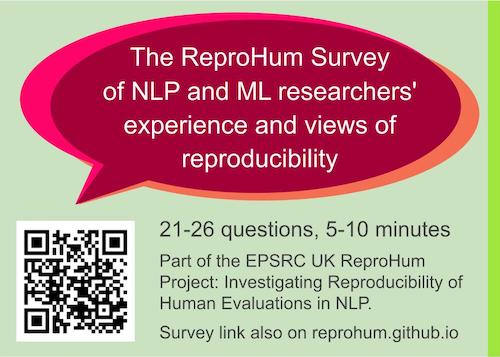 The ReproHum Survey
of NLP and ML researchers'
experience and views of
reproducibility
21-26 questions, 5-10 minutes
Part of the EPSRC UK ReproHum
Project: Investigating Reproducibility of
Human Evaluations in NLP.
Survey link also on reprohum.github.io